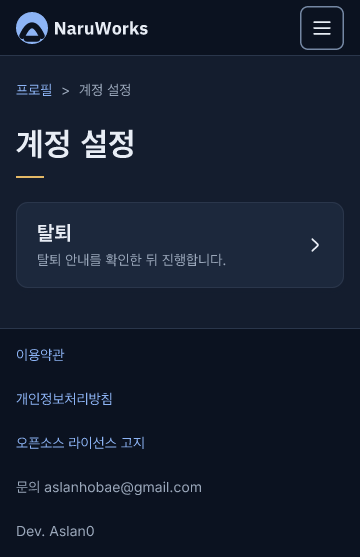 NaruWorks
프로필 > 계정 설정
계정 설정
탈퇴
탈퇴 안내를 확인한 뒤 진행합니다.
이용약관
개인정보처리방침
오픈소스 라이선스 고지
문의 aslanhobae@gmail.com
Dev. Aslan0